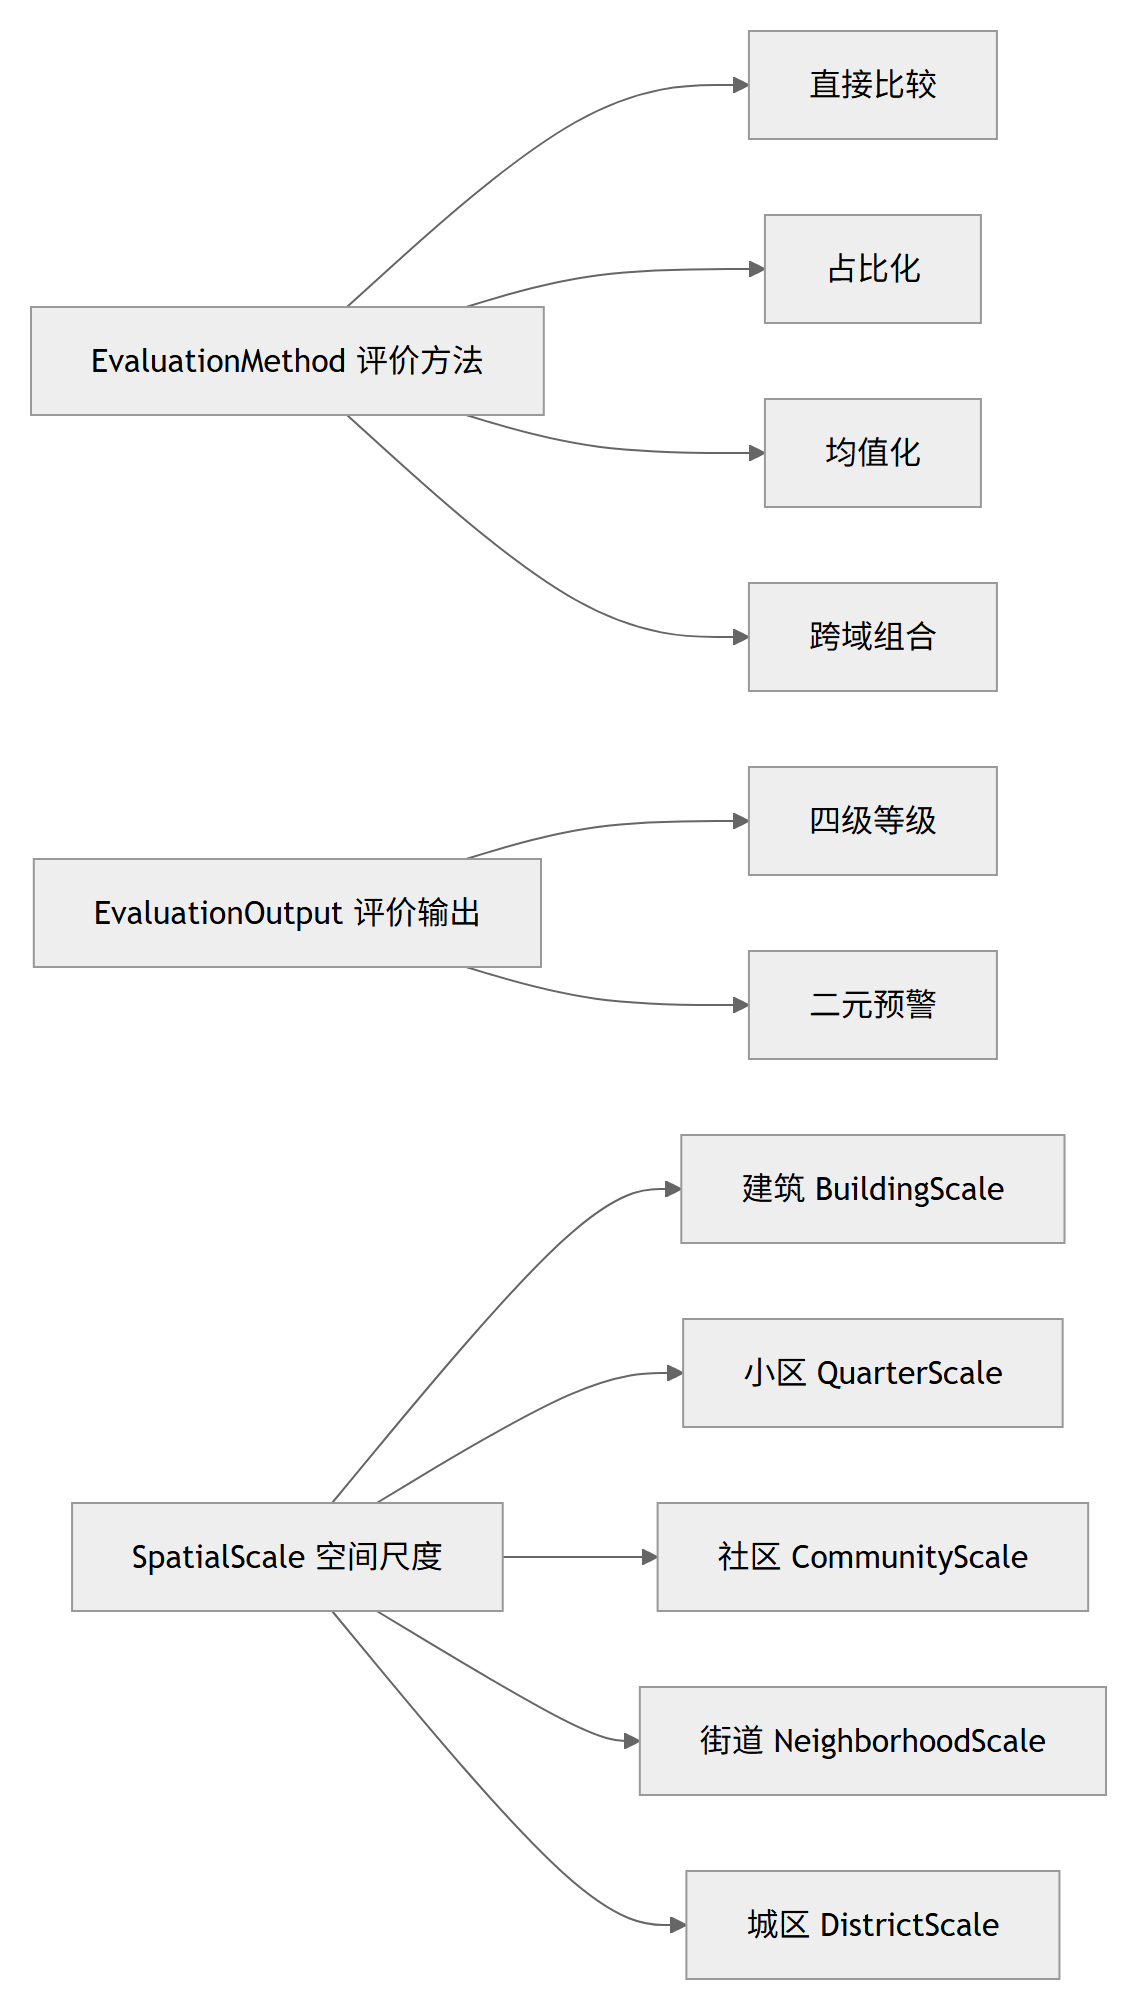 EvaluationMethod 评价方法
直接比较
占比化
均值化
跨域组合
EvaluationOutput 评价输出
四级等级
二元预警
SpatialScale 空间尺度
建筑 BuildingScale
小区 QuarterScale
社区 CommunityScale
街道 NeighborhoodScale
城区 DistrictScale